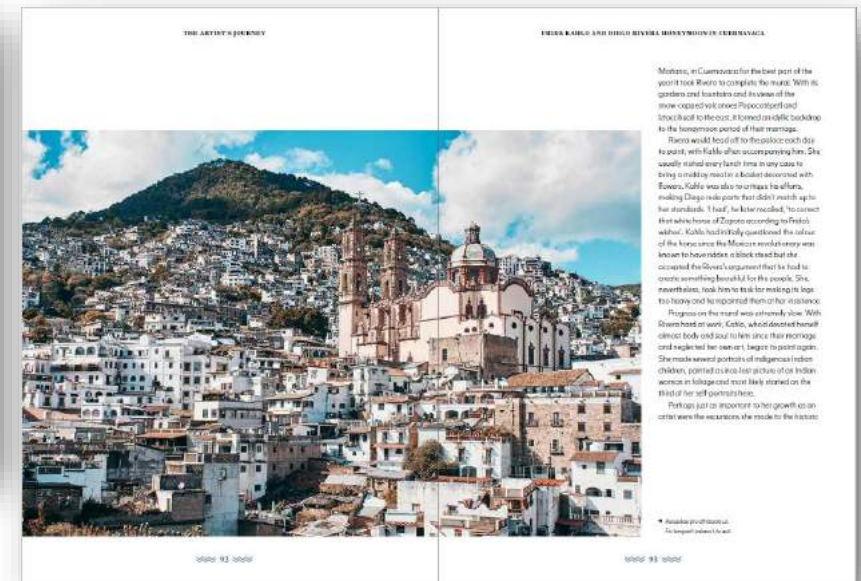 THE ARTIST'S JOURNEY
FRIDA KAHLO AND DIEGO RIVERA HONEYMOON IN CUERNAVACA
Mañana, in Cuernavaca for the best part of the
year it took Rivera to complete the mural. With its
gardens and fountains and its views of the
snow-capped volcanoes Popocatépetl and
Iztaccíhuatl to the east, it formed an idyllic backdrop
to the honeymoon period of their marriage.
Rivera would head off to the palace each day
to paint, with Kahlo often accompanying him. She
usually visited every lunch time in any case to
bring a midday meal in a basket decorated with
flowers. Kahlo was also to critique his efforts,
making Diego redo parts that didn't match up to
her standards. 'I had', he later recalled, 'to correct
that white horse of Zapata according to Frida's
wishes'. Kahlo had initially questioned the colour
of the horse since the Mexican revolutionary was
known to have ridden a black steed but she
accepted the Rivera's argument that he had to
create something beautiful for the people. She,
nevertheless, took him to task for making its legs
too heavy and he repainted them at her insistence.
Progress on the mural was extremely slow. With
Rivera hard at work, Kahlo, who'd devoted herself
almost body and soul to him since their marriage
and neglected her own art, began to paint again.
She made several portraits of indigenous Indian
children, painted a since-lost picture of an Indian
woman in foliage and most likely started on the
third of her self-portraits here.
Perhaps just as important to her growth as an
artist were the excursions she made to the historic
93
93